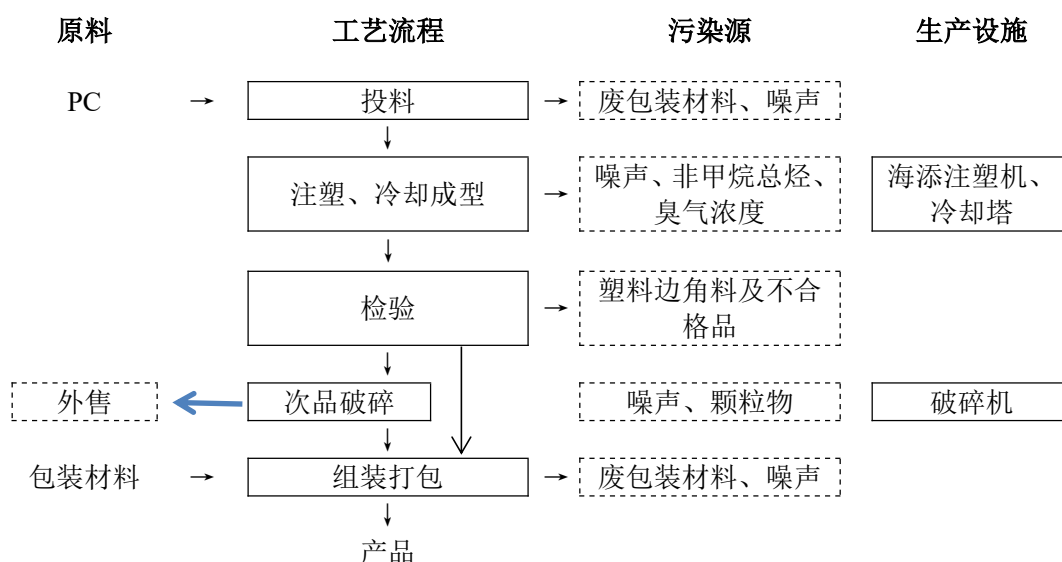 原料 工艺流程 污染源 生产设施
PC → 投料 → 废包装材料、噪声
注塑、冷却成型 → 噪声、非甲烷总烃、
臭气浓度
海添注塑机、
冷却塔
检验 → 塑料边角料及不合
格品
外售 次品破碎 噪声、颗粒物 破碎机
包装材料 → 组装打包 → 废包装材料、噪声
产品